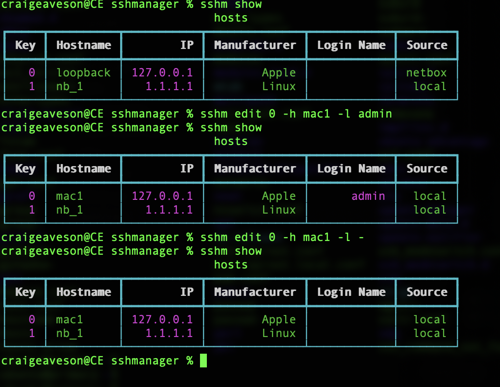 craigeaveson@CE sshmanager % sshm show
hosts
Key Hostname IP Manufacturer Login Name Source
0 loopback 127.0.0.1 Apple netbox
1 nb_1 1.1.1.1 Linux local
craigeaveson@CE sshmanager % sshm edit 0 -h mac1 -l admin
craigeaveson@CE sshmanager % sshm show
hosts
Key Hostname IP Manufacturer Login Name Source
0 mac1 127.0.0.1 Apple admin local
1 nb_1 1.1.1.1 Linux local
craigeaveson@CE sshmanager % sshm edit 0 -h mac1 -l -
craigeaveson@CE sshmanager % sshm show
hosts
Key Hostname IP Manufacturer Login Name Source
0 mac1 127.0.0.1 Apple local
1 nb_1 1.1.1.1 Linux local
craigeaveson@CE sshmanager %